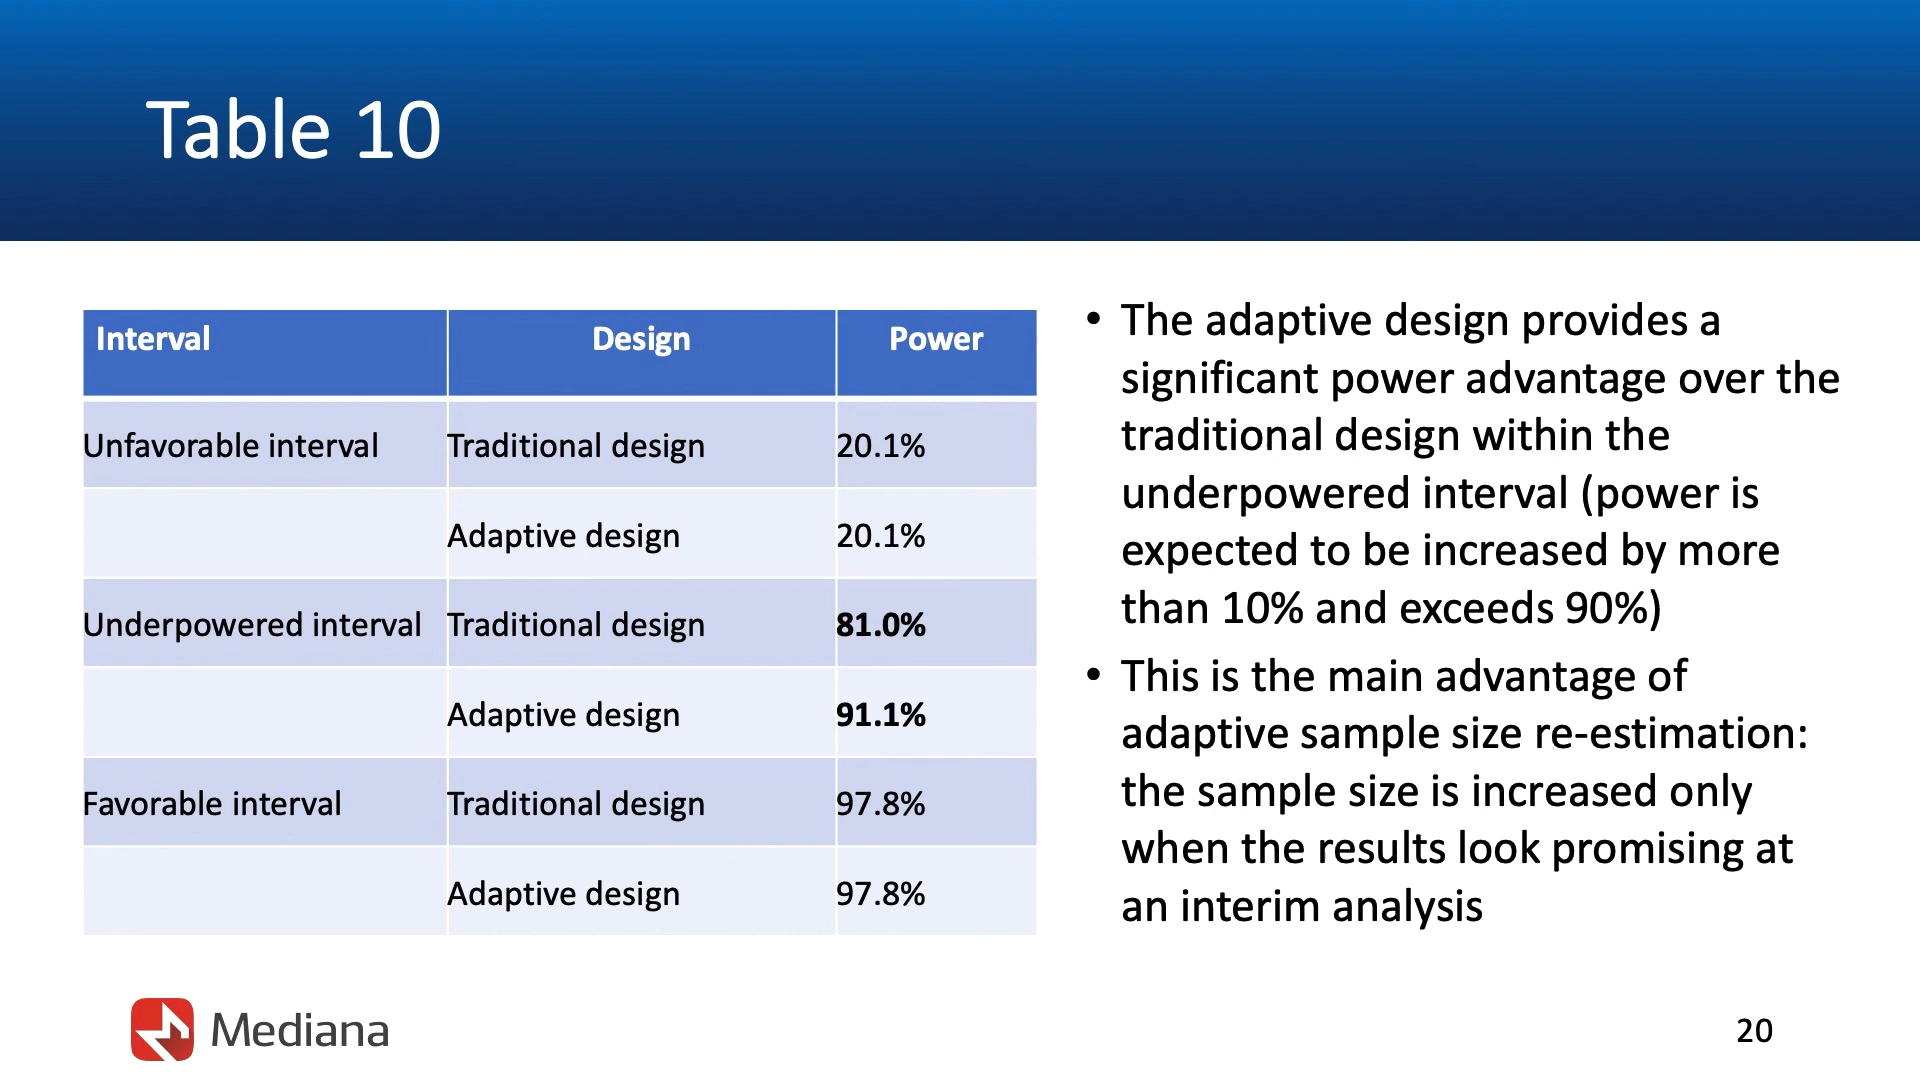 Table 10
Interval Design Power
Unfavorable interval Traditional design 20.1%
Adaptive design 20.1%
Underpowered interval Traditional design 81.0%
Adaptive design 91.1%
Favorable interval Traditional design 97.8%
Adaptive design 97.8%
• The adaptive design provides a
significant power advantage over the
traditional design within the
underpowered interval (power is
expected to be increased by more
than 10% and exceeds 90%)
• This is the main advantage of
adaptive sample size re-estimation:
the sample size is increased only
when the results look promising at
an interim analysis
Mediana
20